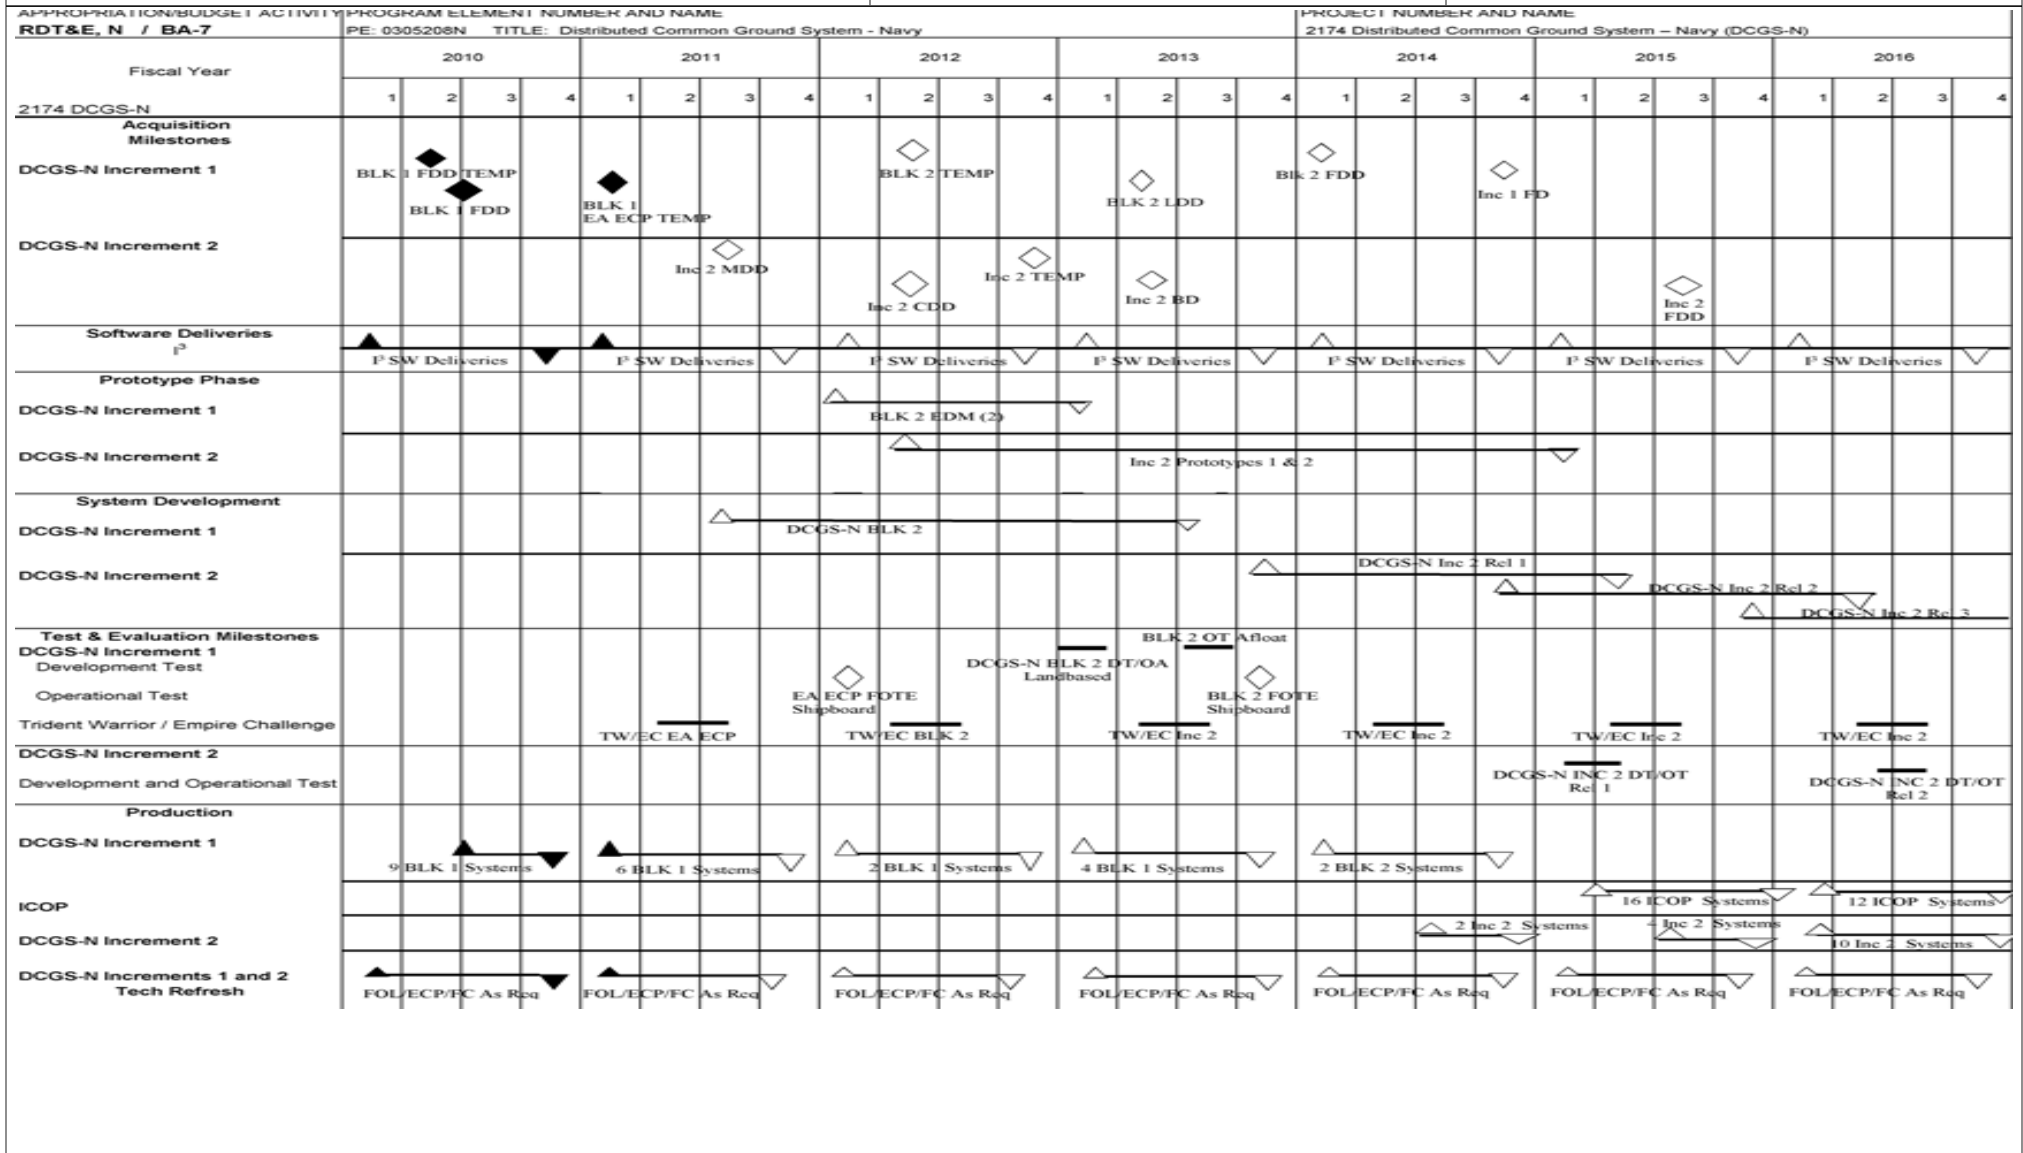 APPROPRIATION/BUDGET ACTIVITY PROGRAM ELEMENT NUMBER AND NAME PROJECT NUMBER AND NAME
RDT&E, N / BA-7 PE: 0305208N TITLE: Distributed Common Ground System - Navy 2174 Distributed Common Ground System – Navy (DCGS-N)
Fiscal Year 2010 2011 2012 2013 2014 2015 2016
1 2 3 4 1 2 3 4 1 2 3 4 1 2 3 4 1 2 3 4 1 2 3 4 1 2 3 4
2174 DCGS-N
Acquisition
Milestones
DCGS-N Increment 1
BLK 1 FDD TEMP BLK 2 TEMP Blk 2 FDD
Inc 1 FD
BLK 1 FDD BLK 1 BLK 2 LDD
EA ECP TEMP
DCGS-N Increment 2
Inc 2 MDD Inc 2 TEMP
Inc 2 CDD Inc 2 BD Inc 2
FDD
Software Deliveries
I³
I³ SW Deliveries I³ SW Deliveries I³ SW Deliveries I³ SW Deliveries I³ SW Deliveries I³ SW Deliveries I³ SW Deliveries
Prototype Phase
DCGS-N Increment 1
BLK 2 EDM (2)
DCGS-N Increment 2
Inc 2 Prototypes 1 & 2
System Development
DCGS-N Increment 1
DCGS-N BLK 2
DCGS-N Increment 2
DCGS-N Inc 2 Rel 1
DCGS-N Inc 2 Rel 2
DCGS-N Inc 2 Rel 3
Test & Evaluation Milestones
BLK 2 OT Afloat
DCGS-N Increment 1
Development Test
DCGS-N BLK 2 DT/OA
Landbased
Operational Test
EA ECP FOTE BLK 2 FOTE
Shipboard Shipboard
Trident Warrior / Empire Challenge
TW/EC EA ECP TW/EC BLK 2 TW/EC Inc 2 TW/EC Inc 2 TW/EC Inc 2 TW/EC Inc 2
DCGS-N Increment 2
Development and Operational Test
DCGS-N INC 2 DT/OT DCGS-N INC 2 DT/OT
Rel 1 Rel 2
Production
DCGS-N Increment 1
9 BLK 1 Systems 6 BLK 1 Systems 2 BLK 1 Systems 4 BLK 1 Systems 2 BLK 2 Systems
ICOP
16 ICOP Systems 12 ICOP Systems
DCGS-N Increment 2
2 Inc 2 Systems 4 Inc 2 Systems 10 Inc 2 Systems
DCGS-N Increments 1 and 2
Tech Refresh
FOL/ECP/FC As Req FOL/ECP/FC As Req FOL/ECP/FC As Req FOL/ECP/FC As Req FOL/ECP/FC As Req FOL/ECP/FC As Req FOL/ECP/FC As Req